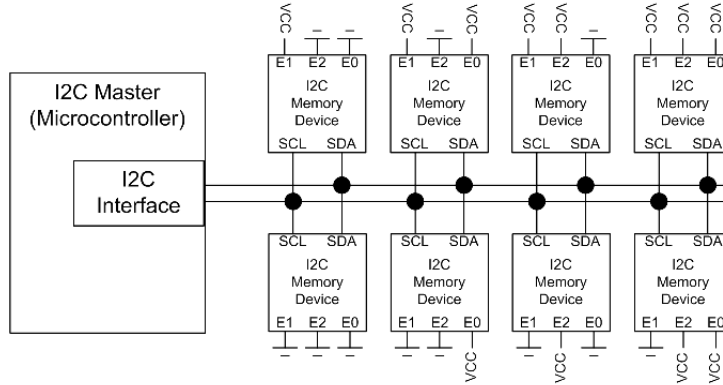 VCC VCC VCC VCC VCC VCC VCC VCC
E1 E2 E0 E1 E2 E0 E1 E2 E0 E1 E2 E0
I2C Master
(Microcontroller)
I2C
Memory
Device
I2C
Memory
Device
I2C
Memory
Device
I2C
Memory
Device
SCL SDA SCL SDA SCL SDA SCL SDA
I2C
Interface
SCL SDA SCL SDA SCL SDA SCL SDA
I2C
Memory
Device
I2C
Memory
Device
I2C
Memory
Device
I2C
Memory
Device
E1 E2 E0 E1 E2 E0 E1 E2 E0 E1 E2 E0
VCC VCC VCC VCC